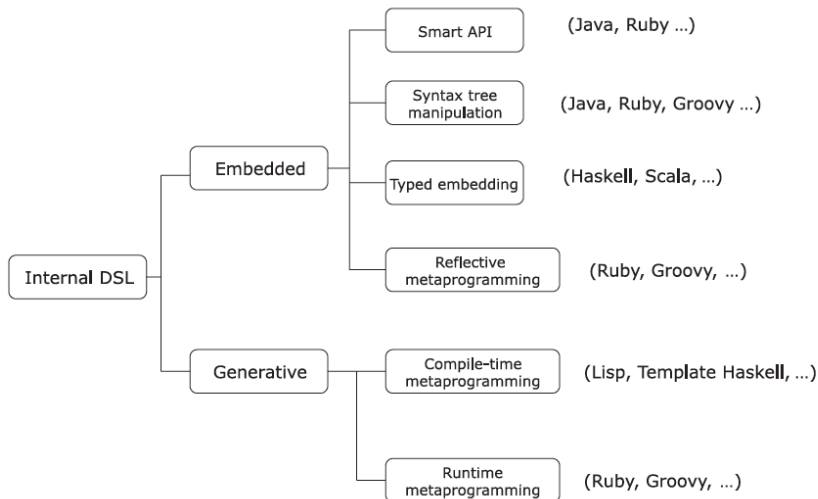 Smart API
(Java, Ruby ...)
Syntax tree
manipulation
(Java, Ruby, Groovy ...)
Embedded
Typed embedding
(Haskell, Scala, ...)
Internal DSL
Reflective
metaprogramming
(Ruby, Groovy, ...)
Generative
Compile-time
metaprogramming
(Lisp, Template Haskell, ...)
Runtime
metaprogramming
(Ruby, Groovy, ...)